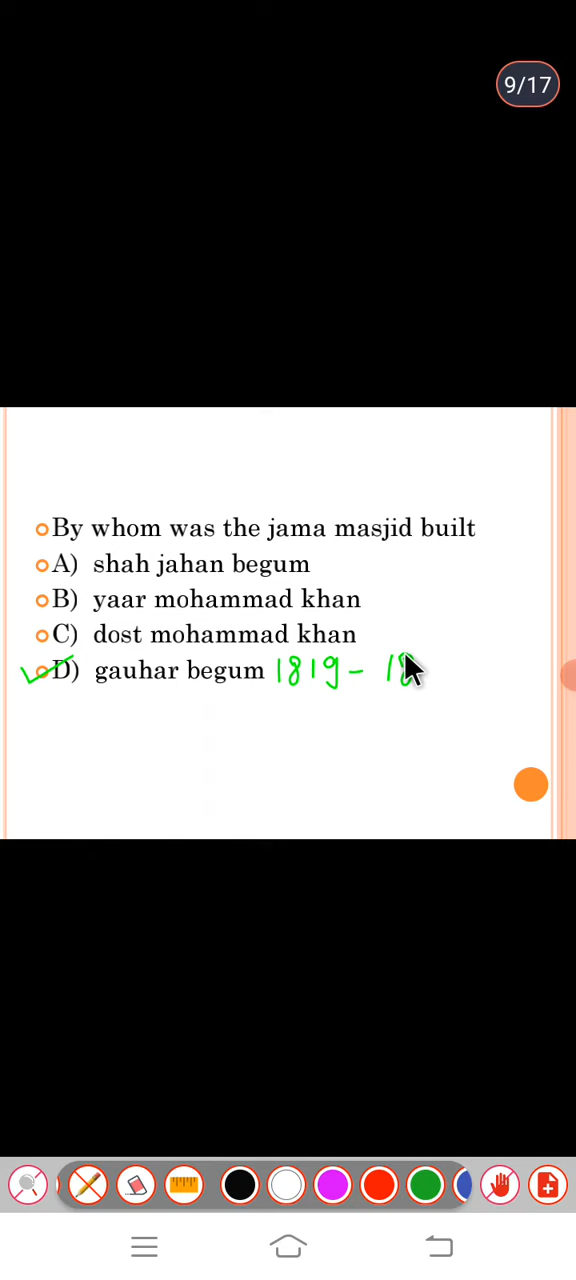 9/17
By whom was the jama masjid built
A) shah jahan begum
B) yaar mohammad khan
C) dost mohammad khan
D) gauhar begum 1819 - 18